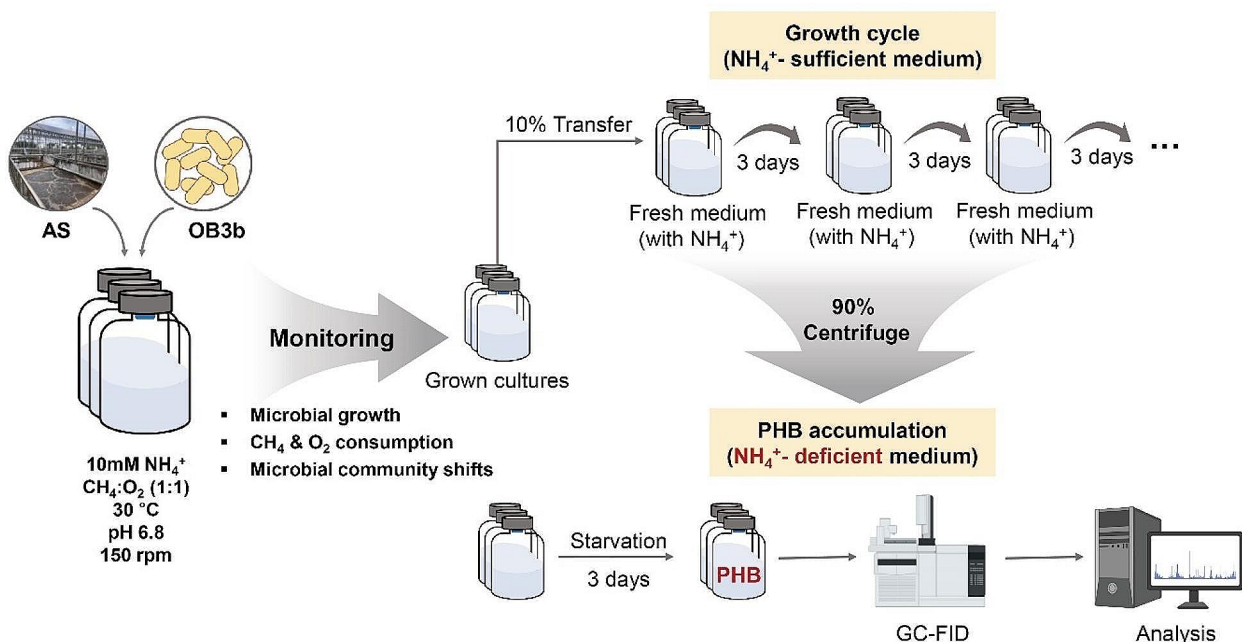 Growth cycle
(NH₄⁺- sufficient medium)
10% Transfer
3 days
3 days
3 days
...
Fresh medium
(with NH₄⁺)
Fresh medium
(with NH₄⁺)
Fresh medium
(with NH₄⁺)
AS
OB3b
Monitoring
Grown cultures
▪ Microbial growth
▪ CH₄ & O₂ consumption
▪ Microbial community shifts
10mM NH₄⁺
CH₄:O₂ (1:1)
30 °C
pH 6.8
150 rpm
90%
Centrifuge
PHB accumulation
(NH₄⁺- deficient medium)
Starvation
3 days
PHB
GC-FID
Analysis